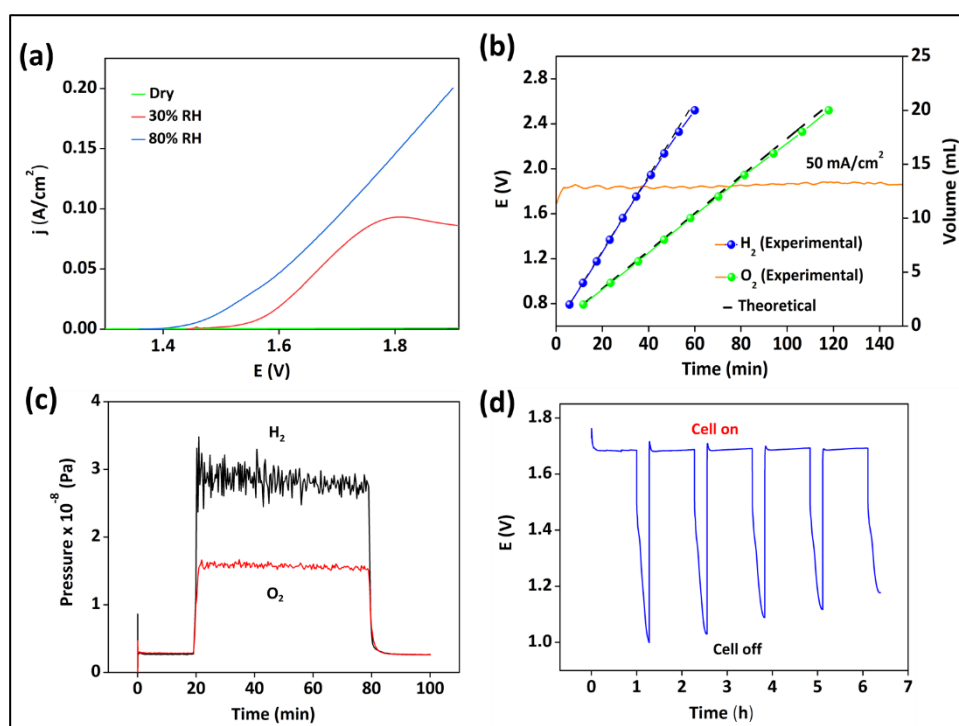 (a)
0.20
0.15
0.10
0.05
0.00
j (A/cm²)
Dry
30% RH
80% RH
1.4
1.6
1.8
E (V)
(b)
2.8
2.4
2.0
1.6
1.2
0.8
E (V)
25
20
15
10
5
0
Volume (mL)
50 mA/cm²
H₂ (Experimental)
O₂ (Experimental)
Theoretical
0 20 40 60 80 100 120 140
Time (min)
(c)
4
3
2
1
0
Pressure x 10⁻⁸ (Pa)
H₂
O₂
0 20 40 60 80 100
Time (min)
(d)
1.8
1.6
1.4
1.2
1.0
E (V)
Cell on
Cell off
0 1 2 3 4 5 6 7
Time (h)